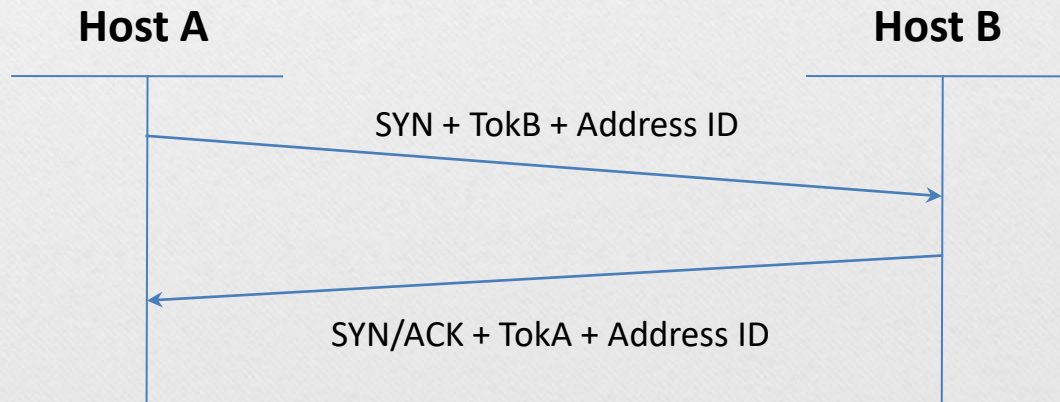 Host A
Host B
SYN + TokB + Address ID
SYN/ACK + TokA + Address ID